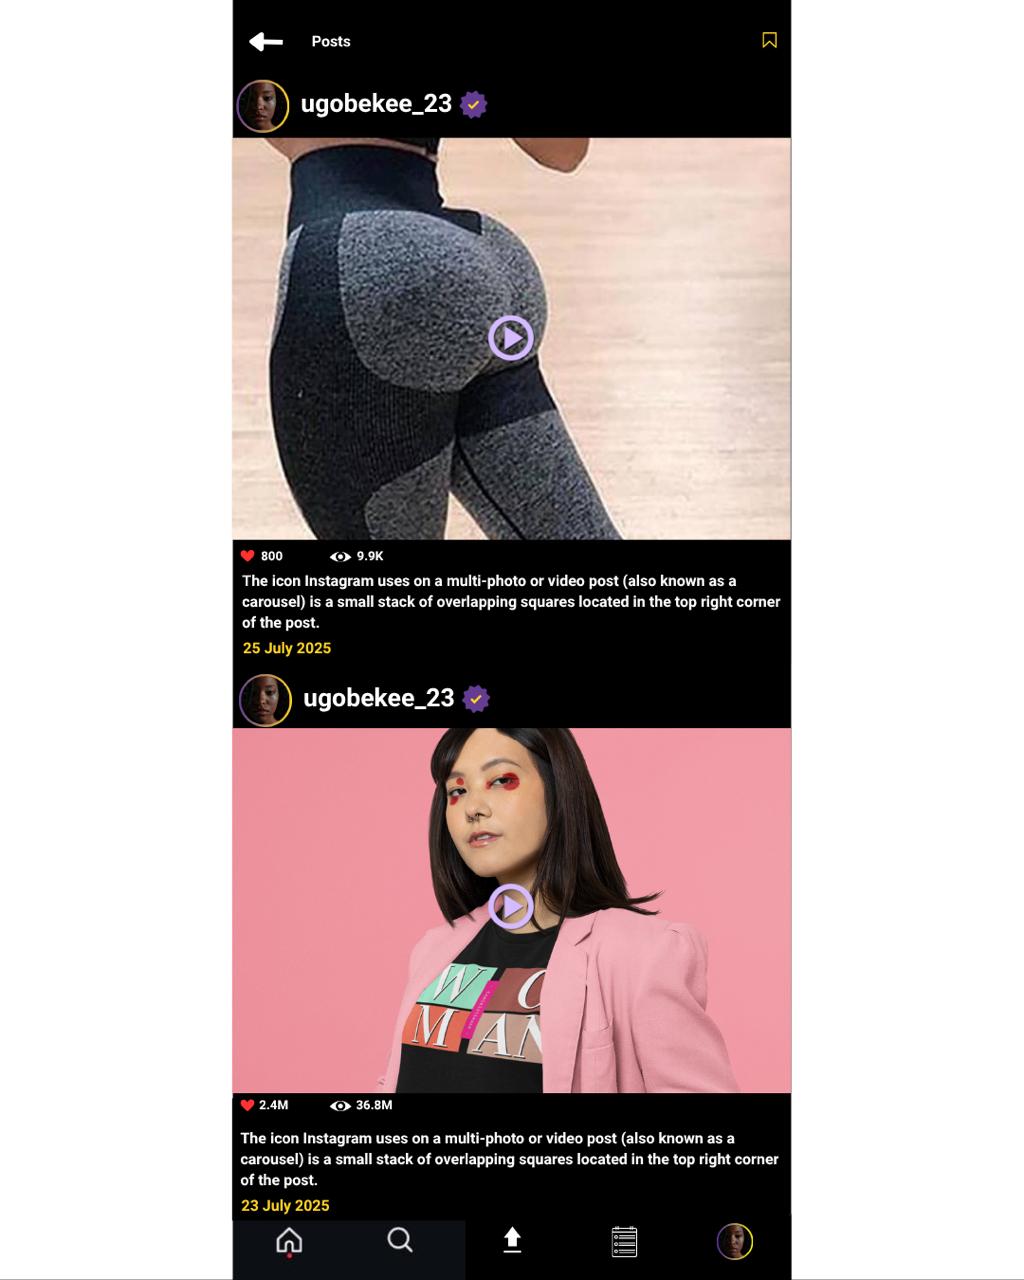 Posts
ugobekee_23
800 9.9K
The icon Instagram uses on a multi-photo or video post (also known as a
carousel) is a small stack of overlapping squares located in the top right corner
of the post.
25 July 2025
ugobekee_23
W O
M AN
2.4M 36.8M
The icon Instagram uses on a multi-photo or video post (also known as a
carousel) is a small stack of overlapping squares located in the top right corner
of the post.
23 July 2025